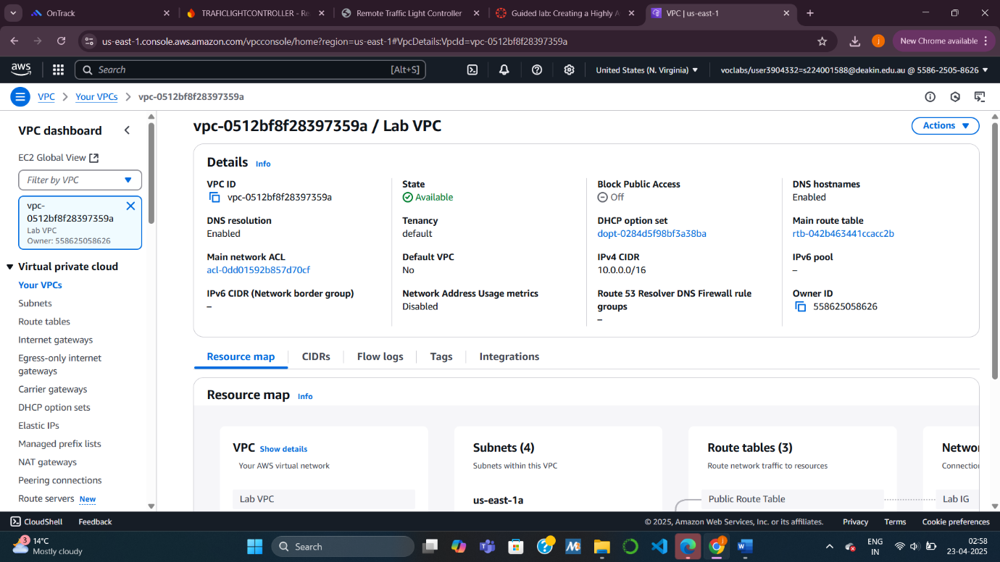 OnTrack
TRAFICLIGHTCONTROLLER - Re
Remote Traffic Light Controller
Guided lab: Creating a Highly A
VPC | us-east-1
us-east-1.console.aws.amazon.com/vpcconsole/home?region=us-east-1#VpcDetails:VpcId=vpc-0512bf8f28397359a
New Chrome available
aws
Search
[Alt+S]
United States (N. Virginia)
voclabs/user3904332=s224001588@deakin.edu.au @ 5586-2505-8626
VPC
Your VPCs
vpc-0512bf8f28397359a
VPC dashboard
EC2 Global View
Filter by VPC
vpc-
0512bf8f28397359a
Lab VPC
Owner: 558625058626
Virtual private cloud
Your VPCs
Subnets
Route tables
Internet gateways
Egress-only internet
gateways
Carrier gateways
DHCP option sets
Elastic IPs
Managed prefix lists
NAT gateways
Peering connections
Route servers New
vpc-0512bf8f28397359a / Lab VPC
Actions
Details Info
VPC ID
vpc-0512bf8f28397359a
State
Available
Block Public Access
Off
DNS hostnames
Enabled
DNS resolution
Enabled
Tenancy
default
DHCP option set
dopt-0284d5f98bf3a38ba
Main route table
rtb-042b463441ccacc2b
Main network ACL
acl-0dd01592b857d70cf
Default VPC
No
IPv4 CIDR
10.0.0.0/16
IPv6 pool
–
IPv6 CIDR (Network border group)
–
Network Address Usage metrics
Disabled
Route 53 Resolver DNS Firewall rule
groups
–
Owner ID
558625058626
Resource map
CIDRs
Flow logs
Tags
Integrations
Resource map Info
VPC Show details
Your AWS virtual network
Lab VPC
Subnets (4)
Subnets within this VPC
us-east-1a
Route tables (3)
Route network traffic to resources
Public Route Table
Networ
Connection
Lab IG
CloudShell
Feedback
© 2025, Amazon Web Services, Inc. or its affiliates.
Privacy
Terms
Cookie preferences
3
14°C
Mostly cloudy
Search
ENG
IN
02:58
23-04-2025